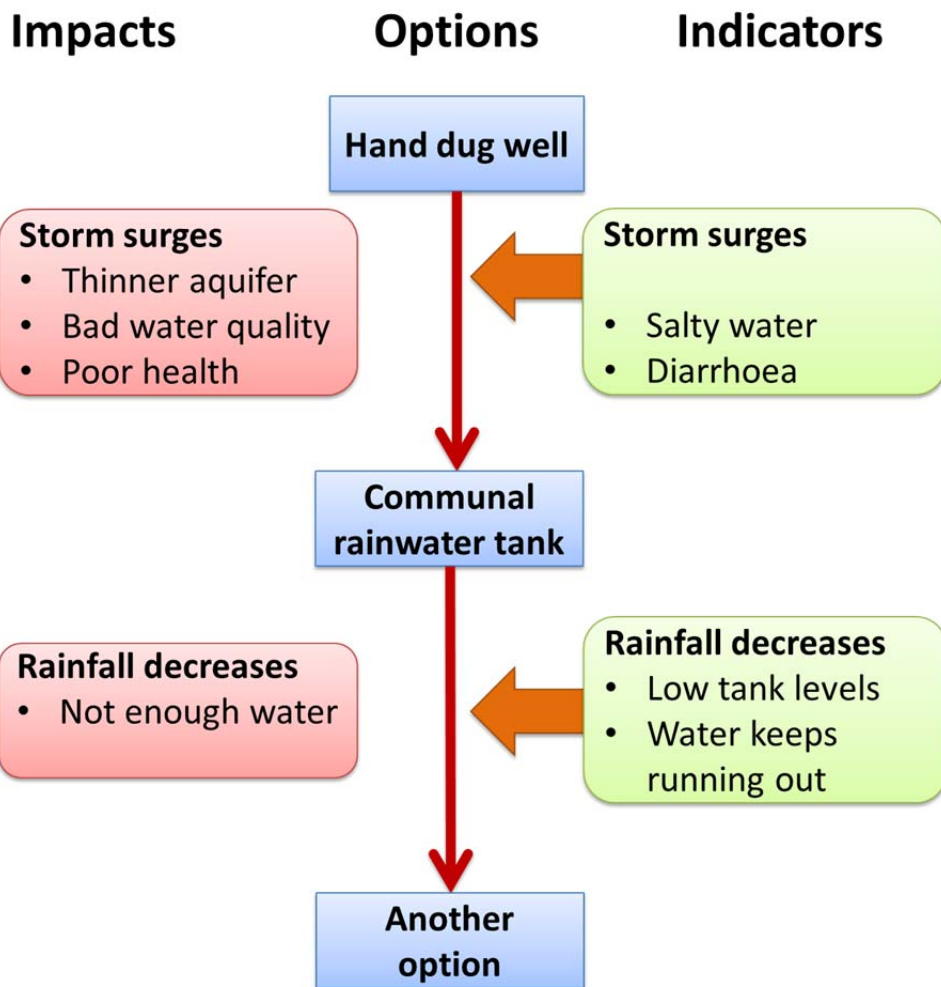 Impacts Options Indicators
Hand dug well
Storm surges
• Thinner aquifer
• Bad water quality
• Poor health
Storm surges
• Salty water
• Diarrhoea
Communal
rainwater tank
Rainfall decreases
• Not enough water
Rainfall decreases
• Low tank levels
• Water keeps
running out
Another
option